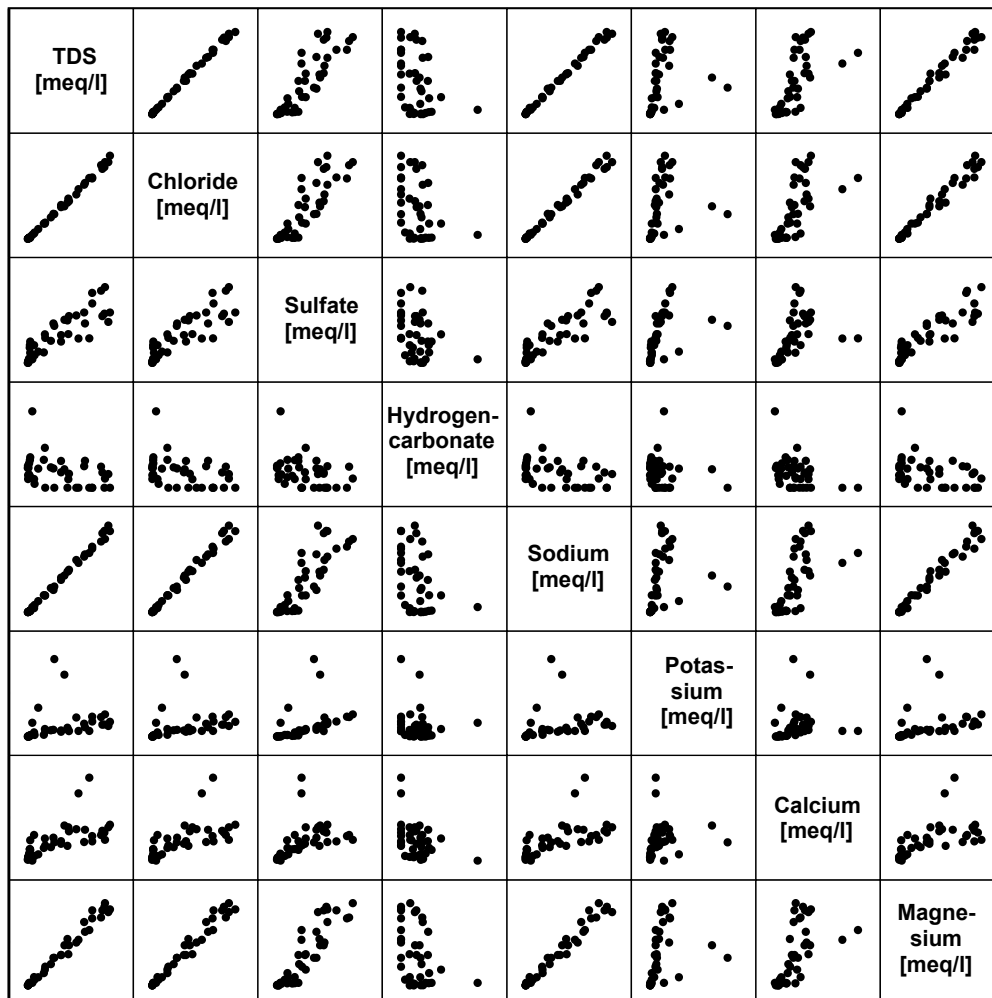 TDS
[meq/l]
Chloride
[meq/l]
Sulfate
[meq/l]
Hydrogen-
carbonate
[meq/l]
Sodium
[meq/l]
Potas-
sium
[meq/l]
Calcium
[meq/l]
Magne-
sium
[meq/l]